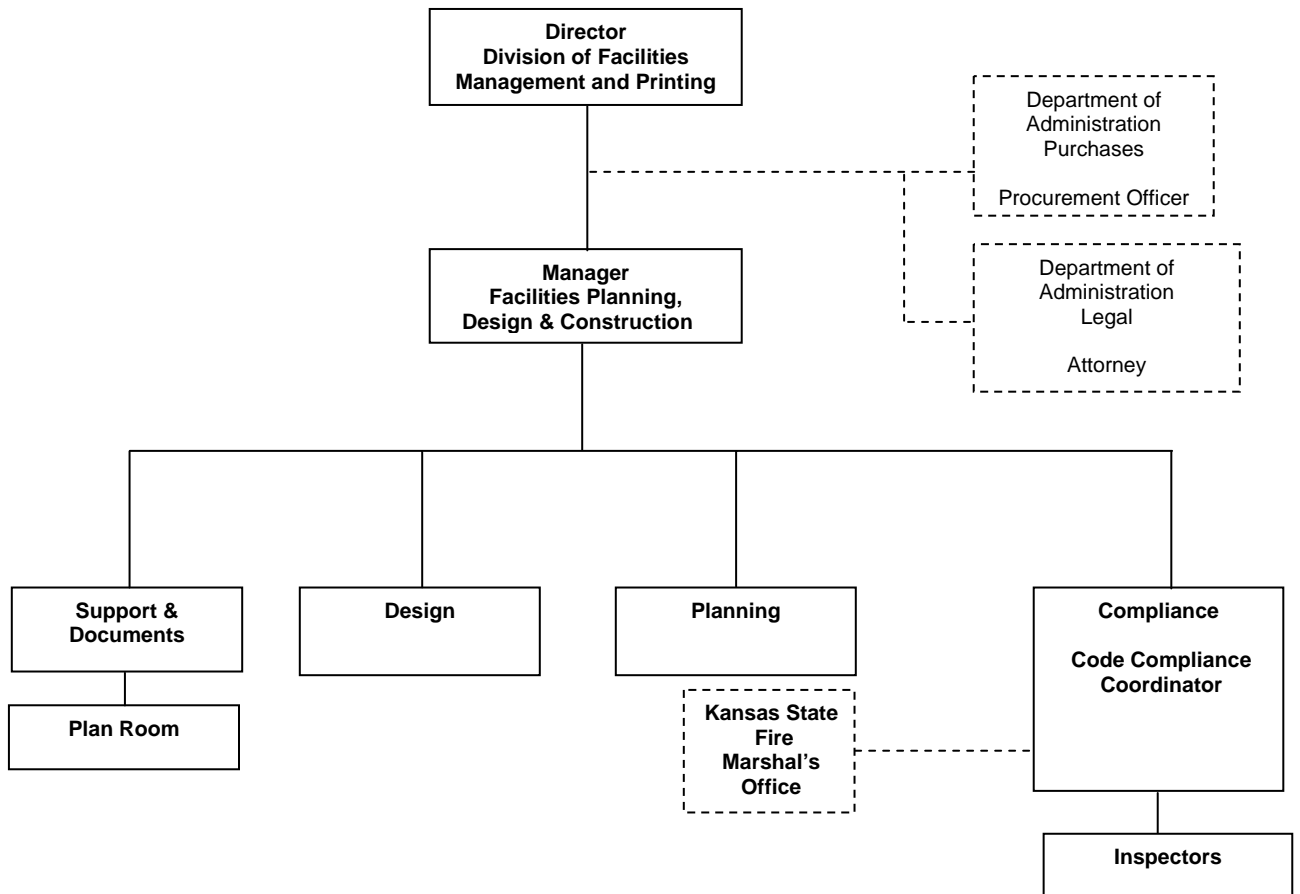 Director
Division of Facilities
Management and Printing
Department of
Administration
Purchases
Procurement Officer
Manager
Facilities Planning,
Design & Construction
Department of
Administration
Legal
Attorney
Support &
Documents
Design
Planning
Compliance
Code Compliance
Coordinator
Plan Room
Kansas State
Fire
Marshal's
Office
Inspectors